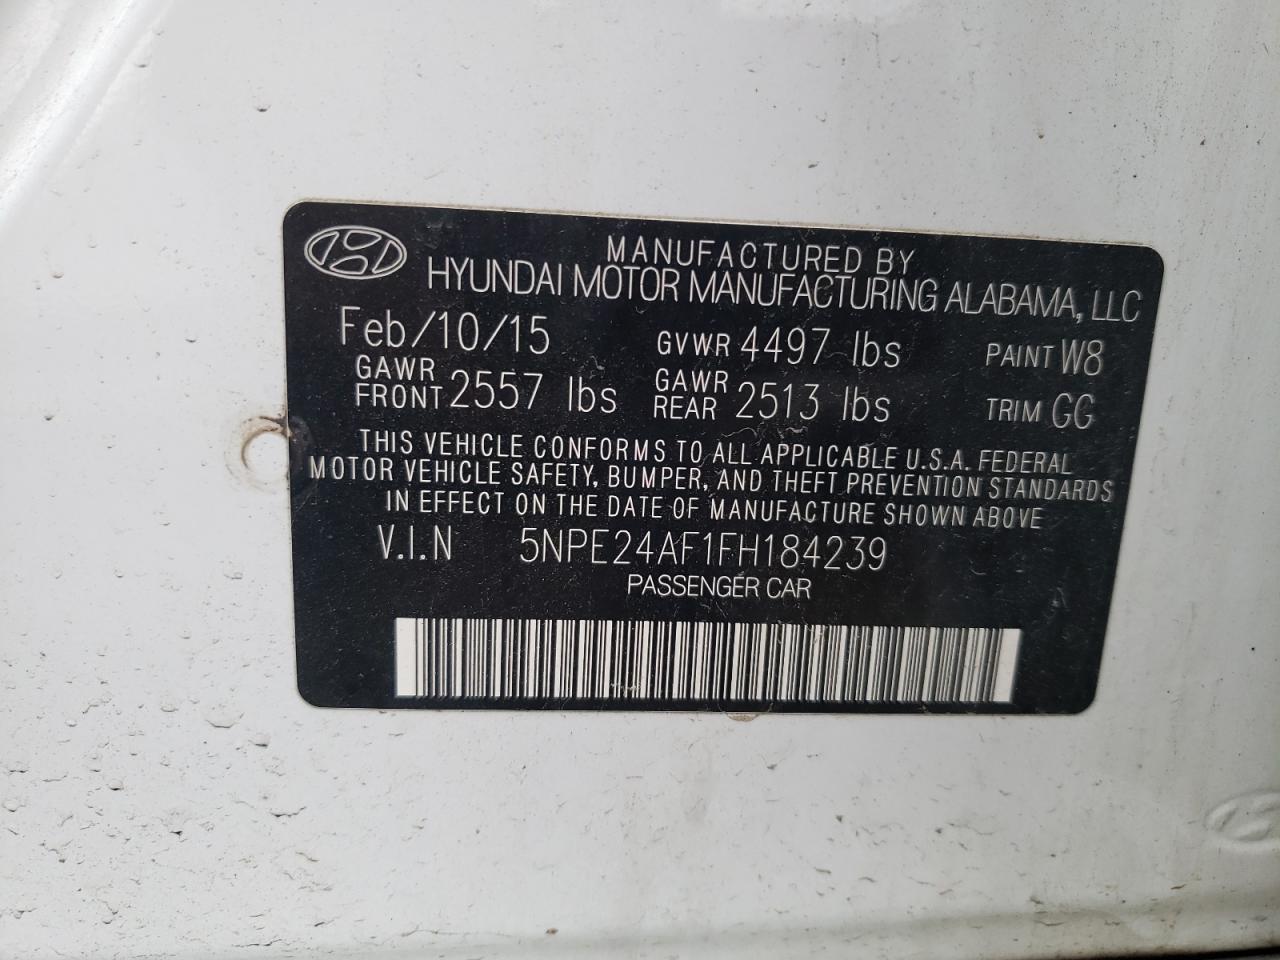 MANUFACTURED BY
HYUNDAI MOTOR MANUFACTURING ALABAMA, LLC
Feb/10/15 GVWR 4497 lbs PAINT W8
GAWR FRONT 2557 lbs GAWR REAR 2513 lbs TRIM GG
THIS VEHICLE CONFORMS TO ALL APPLICABLE U.S.A. FEDERAL
MOTOR VEHICLE SAFETY, BUMPER, AND THEFT PREVENTION STANDARDS
IN EFFECT ON THE DATE OF MANUFACTURE SHOWN ABOVE
V.I.N 5NPE24AF1FH184239
PASSENGER CAR